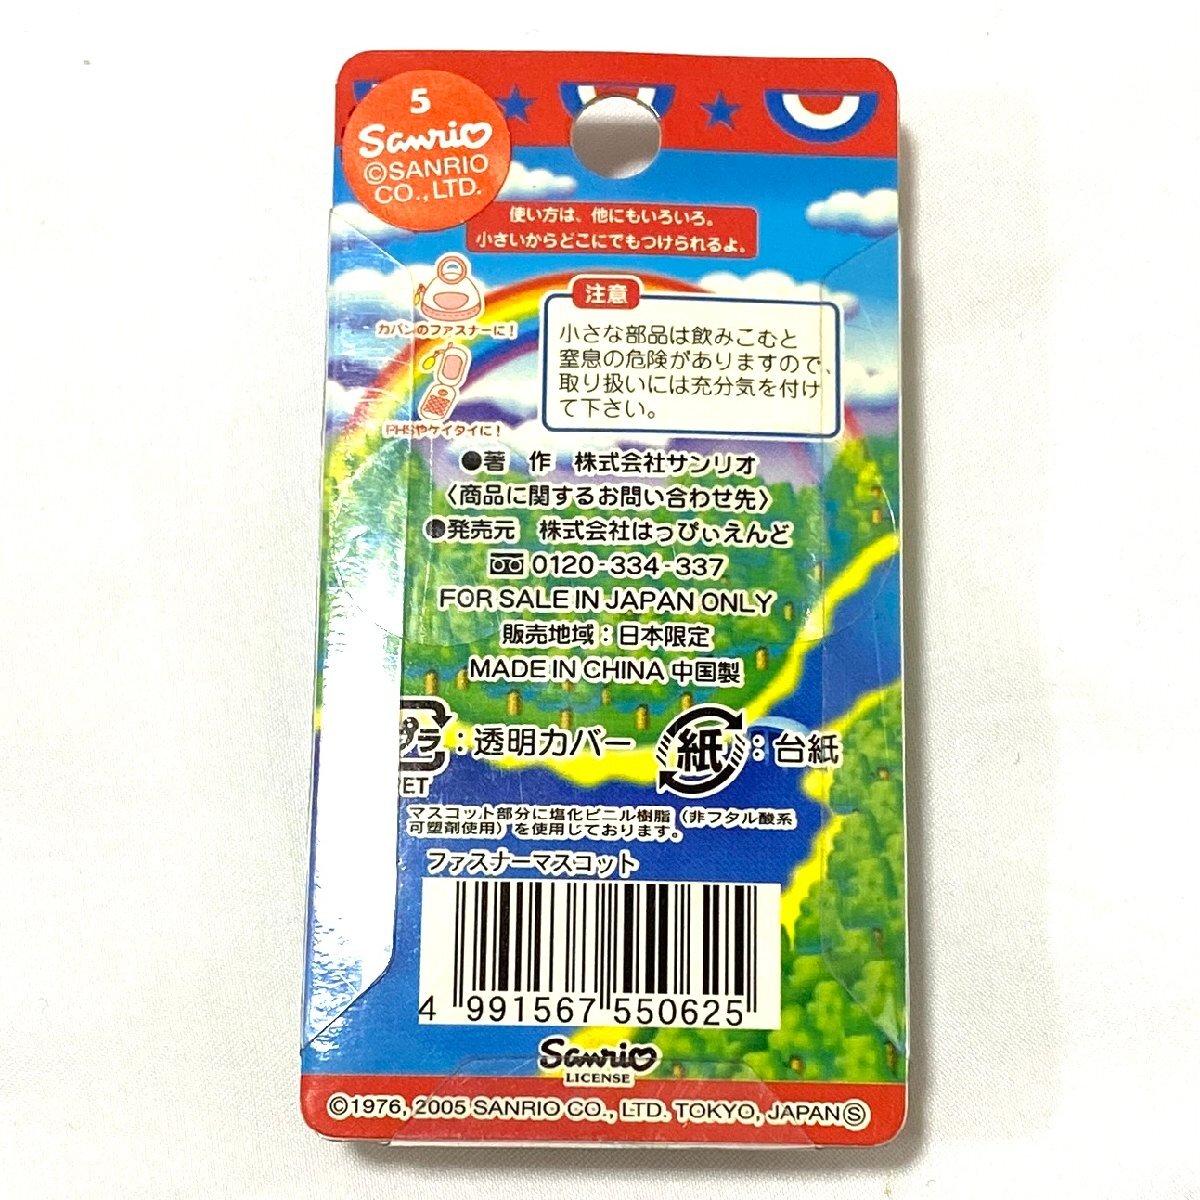 5
Sanrio
©SANRIO
CO., LTD.
使い方は、他にもいろいろ。
小さいからどこにでもつけられるよ。
カバンのファスナーに!
PHSやケイタイに!
注意
小さな部品は飲みこむと
窒息の危険がありますので、
取り扱いには充分気を付け
て下さい。
●著 作 株式会社サンリオ
〈商品に関するお問い合わせ先〉
●発売元 株式会社はっぴぃえんど
0120-334-337
FOR SALE IN JAPAN ONLY
販売地域：日本限定
MADE IN CHINA 中国製
プラ：透明カバー
ET
紙：台紙
マスコット部分に塩化ビニル樹脂（非フタル酸系
可塑剤使用）を使用しております。
ファスナーマスコット
4 991567 550625
Sanrio
LICENSE
©1976, 2005 SANRIO CO., LTD. TOKYO, JAPAN Ⓢ